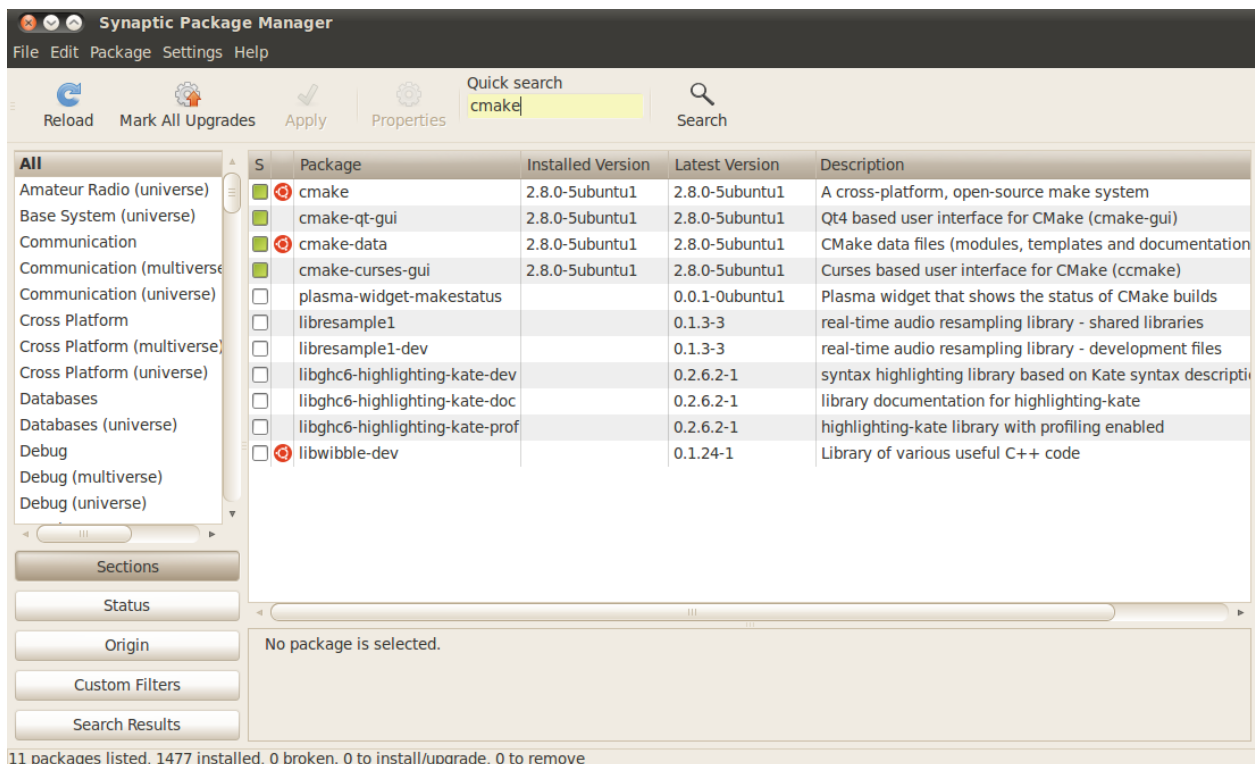 Synaptic Package Manager
File Edit Package Settings Help
Reload Mark All Upgrades Apply Properties Quick search cmake Search
All
Amateur Radio (universe)
Base System (universe)
Communication
Communication (multiverse
Communication (universe)
Cross Platform
Cross Platform (multiverse)
Cross Platform (universe)
Databases
Databases (universe)
Debug
Debug (multiverse)
Debug (universe)
Sections
Status
Origin
Custom Filters
Search Results
S Package Installed Version Latest Version Description
cmake 2.8.0-5ubuntu1 2.8.0-5ubuntu1 A cross-platform, open-source make system
cmake-qt-gui 2.8.0-5ubuntu1 2.8.0-5ubuntu1 Qt4 based user interface for CMake (cmake-gui)
cmake-data 2.8.0-5ubuntu1 2.8.0-5ubuntu1 CMake data files (modules, templates and documentation
cmake-curses-gui 2.8.0-5ubuntu1 2.8.0-5ubuntu1 Curses based user interface for CMake (ccmake)
plasma-widget-makestatus 0.0.1-0ubuntu1 Plasma widget that shows the status of CMake builds
libresample1 0.1.3-3 real-time audio resampling library - shared libraries
libresample1-dev 0.1.3-3 real-time audio resampling library - development files
libghc6-highlighting-kate-dev 0.2.6.2-1 syntax highlighting library based on Kate syntax descripti
libghc6-highlighting-kate-doc 0.2.6.2-1 library documentation for highlighting-kate
libghc6-highlighting-kate-prof 0.2.6.2-1 highlighting-kate library with profiling enabled
libwibble-dev 0.1.24-1 Library of various useful C++ code
No package is selected.
11 packages listed, 1477 installed, 0 broken. 0 to install/upgrade, 0 to remove